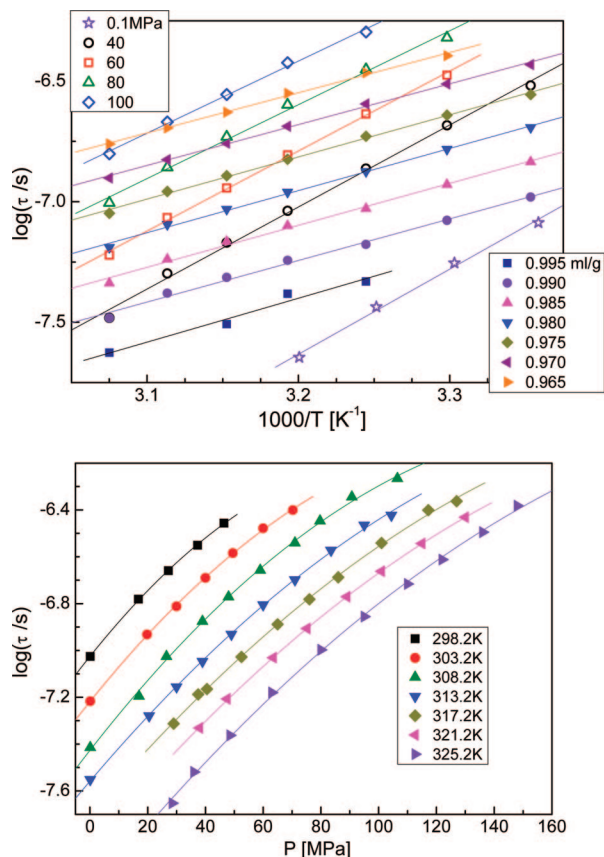 0.1MPa
40
60
80
100
-6.5
-7.0
-7.5
log(τ/s)
0.995 ml/g
0.990
0.985
0.980
0.975
0.970
0.965
3.1 3.2 3.3
1000/T [K⁻¹]
-6.4
-6.8
-7.2
-7.6
log(τ/s)
298.2K
303.2K
308.2K
313.2K
317.2K
321.2K
325.2K
0 20 40 60 80 100 120 140 160
P [MPa]